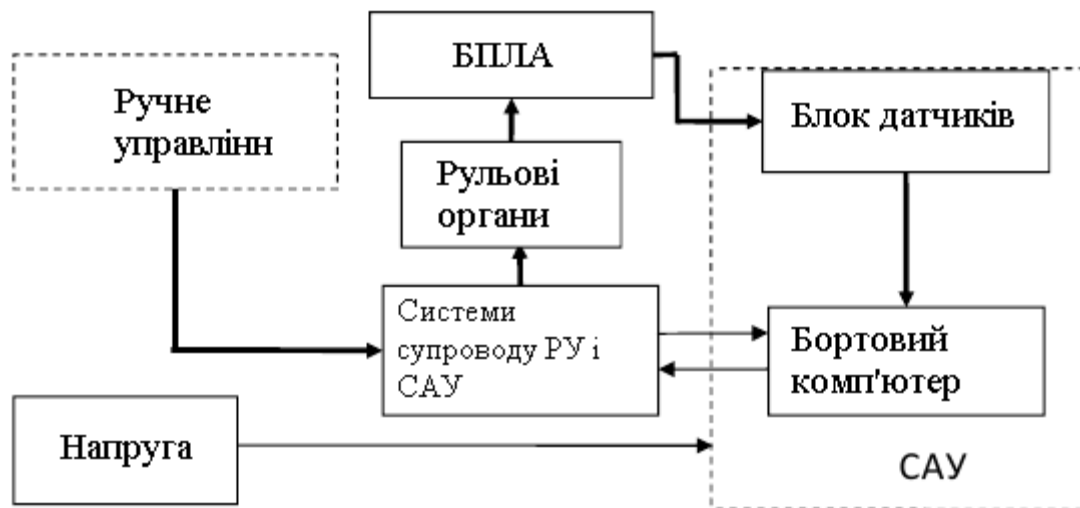 БПЛА
Ручне
управлінн
Блок датчиків
Рульові
органи
Системи
супроводу РУ і
САУ
Бортовий
комп'ютер
Напруга
САУ